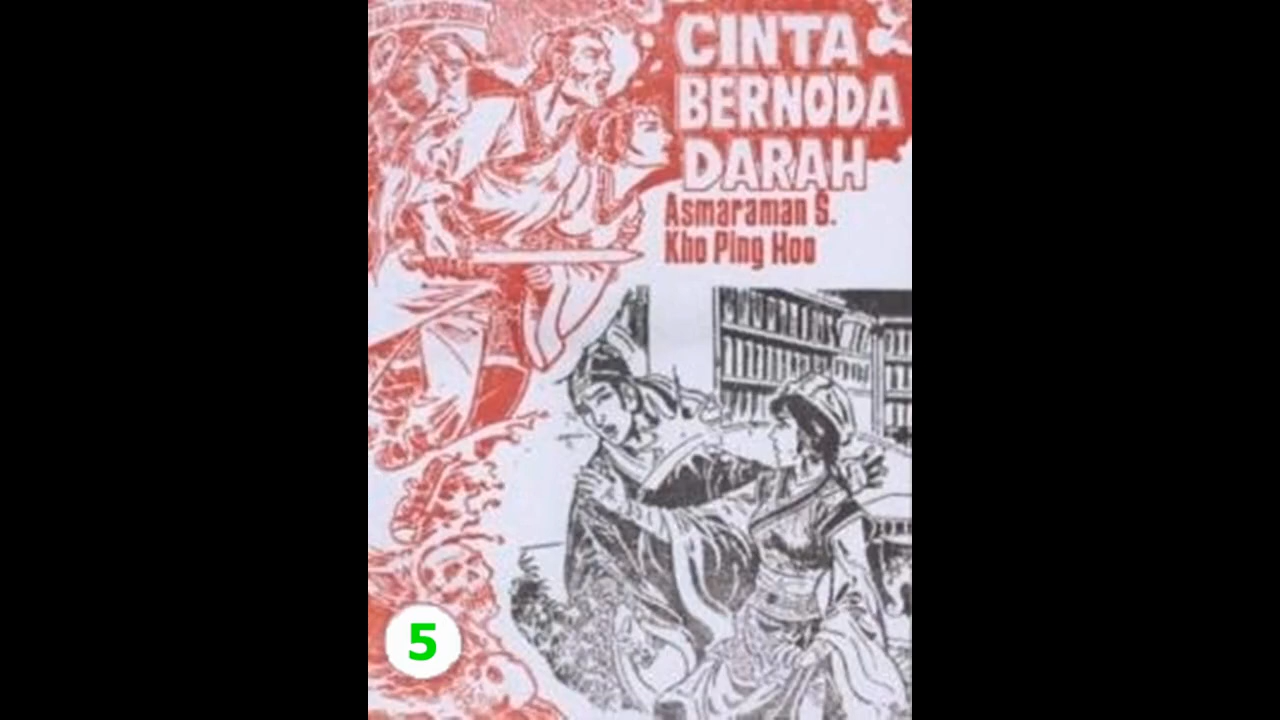 CINTA
BERNODA
DARAH
Asmaraman S.
Kho Ping Hoo
5